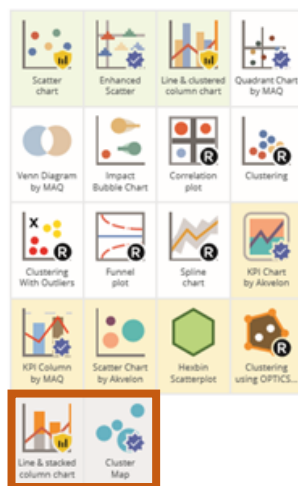 Scatter
chart
Enhanced
Scatter
Line & clustered
column chart
Quadrant Chart
by MAQ
Venn Diagram
by MAQ
Impact
Bubble Chart
Correlation
plot
Clustering
X
Clustering
With Outliers
Funnel
plot
Spline
chart
KPI Chart
by Akvelon
KPI Column
by MAQ
Scatter Chart
by Akvelon
Hexbin
Scatterplot
Clustering
using OPTICS...
Line & stacked
column chart
Cluster
Map
R
R
R
R
R
R